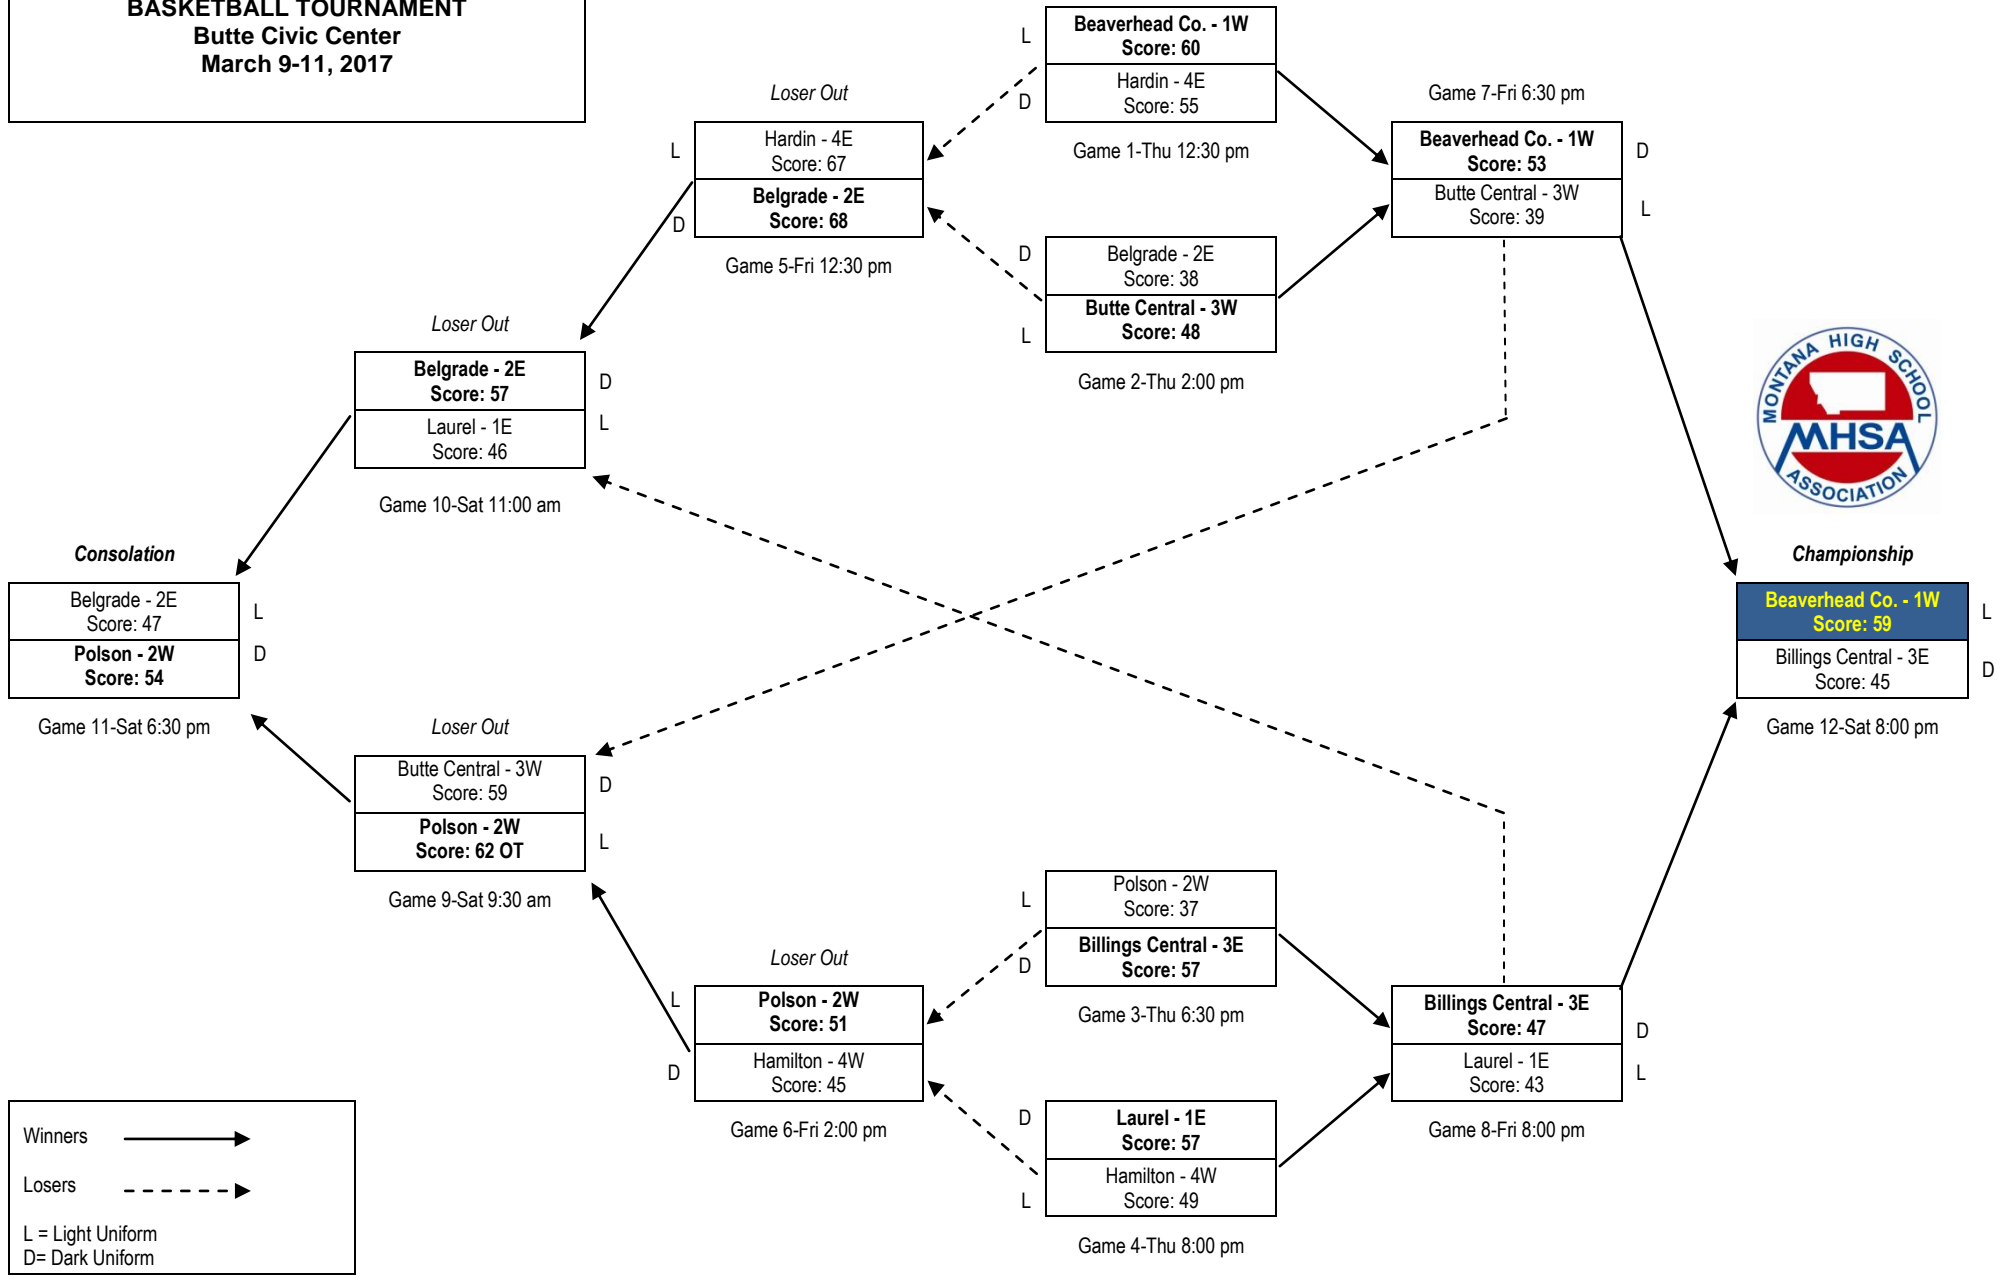 BASKETBALL TOURNAMENT
Butte Civic Center
March 9-11, 2017
L
Beaverhead Co. - 1W
Score: 60
D
Hardin - 4E
Score: 55
Game 1-Thu 12:30 pm
Loser Out
L
Hardin - 4E
Score: 67
D
Belgrade - 2E
Score: 68
Game 5-Fri 12:30 pm
Game 7-Fri 6:30 pm
Beaverhead Co. - 1W
Score: 53
D
Butte Central - 3W
Score: 39
L
D
Belgrade - 2E
Score: 38
L
Butte Central - 3W
Score: 48
Game 2-Thu 2:00 pm
Loser Out
Belgrade - 2E
Score: 57
D
Laurel - 1E
Score: 46
L
Game 10-Sat 11:00 am
MONTANA HIGH SCHOOL
MHSA
ASSOCIATION
Consolation
Belgrade - 2E
Score: 47
L
Polson - 2W
Score: 54
D
Game 11-Sat 6:30 pm
Championship
Beaverhead Co. - 1W
Score: 59
L
Billings Central - 3E
Score: 45
D
Game 12-Sat 8:00 pm
Loser Out
Butte Central - 3W
Score: 59
D
Polson - 2W
Score: 62 OT
L
Game 9-Sat 9:30 am
L
Polson - 2W
Score: 37
D
Billings Central - 3E
Score: 57
Game 3-Thu 6:30 pm
Loser Out
L
Polson - 2W
Score: 51
D
Hamilton - 4W
Score: 45
Game 6-Fri 2:00 pm
Billings Central - 3E
Score: 47
D
Laurel - 1E
Score: 43
L
Game 8-Fri 8:00 pm
D
Laurel - 1E
Score: 57
L
Hamilton - 4W
Score: 49
Game 4-Thu 8:00 pm
Winners
Losers
L = Light Uniform
D= Dark Uniform